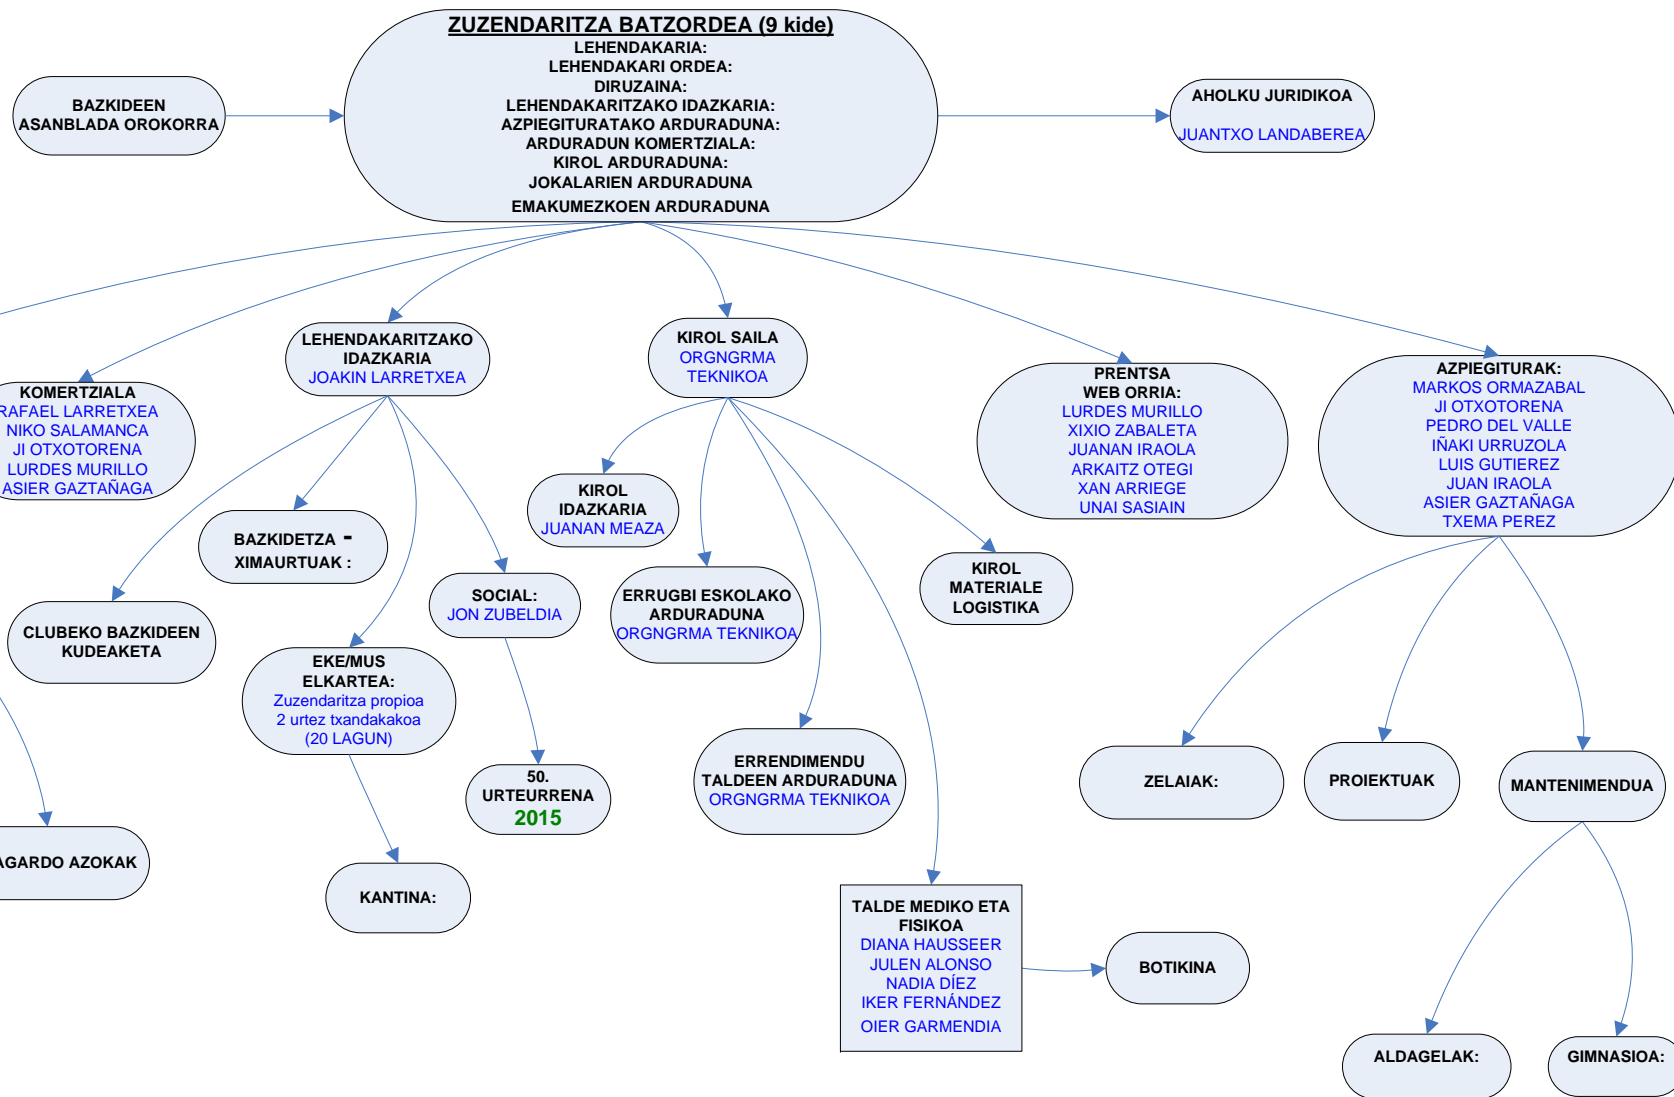 ZUZENDARITZA BATZORDEA (9 kide)
LEHENDAKARIA:
LEHENDAKARI ORDEA:
DIRUZAINA:
LEHENDAKARITZAKO IDAZKARIA:
AZPIEGITURATAKO ARDURADUNA:
ARDURADUN KOMERTZIALA:
KIROL ARDURADUNA:
JOKALARIEN ARDURADUNA
EMAKUMEZKOEN ARDURADUNA
BAZKIDEEN
ASANBLADA OROKORRA
AHOLKU JURIDIKOA
JUANTXO LANDABEREA
KOMERTZIALA
RAFAEL LARRETXEA
NIKO SALAMANCA
JI OTXOTORENA
LURDES MURILLO
ASIER GAZTAÑAGA
LEHENDAKARITZAKO
IDAZKARIA
JOAKIN LARRETXEA
KIROL SAILA
ORGNGRMA
TEKNIKOA
PRENTSA
WEB ORRIA:
LURDES MURILLO
XIXIO ZABALETA
JUANAN IRAOLA
ARKAITZ OTEGI
XAN ARRIEGE
UNAI SASIAIN
AZPIEGITURAK:
MARKOS ORMAZABAL
JI OTXOTORENA
PEDRO DEL VALLE
IÑAKI URRUZOLA
LUIS GUTIEREZ
JUAN IRAOLA
ASIER GAZTAÑAGA
TXEMA PEREZ
CLUBEKO BAZKIDEEN
KUDEAKETA
BAZKIDETZA -
XIMAURTUAK :
EKE/MUS
ELKARTEA:
Zuzendaritza propioa
2 urtez txandakakoa
(20 LAGUN)
SOCIAL:
JON ZUBELDIA
KIROL
IDAZKARIA
JUANAN MEAZA
ERRUGBI ESKOLAKO
ARDURADUNA
ORGNGRMA TEKNIKOA
KIROL
MATERIALE
LOGISTIKA
50.
URTEURRENA
2015
ERRENDIMENDU
TALDEEN ARDURADUNA
ORGNGRMA TEKNIKOA
ZELAIAK:
PROIEKTUAK
MANTENIMENDUA
AGARDO AZOKAK
KANTINA:
TALDE MEDIKO ETA
FISIKOA
DIANA HAUSSEER
JULEN ALONSO
NADIA DÍEZ
IKER FERNÁNDEZ
OIER GARMENDIA
BOTIKINA
ALDAGELAK:
GIMNASIOA: